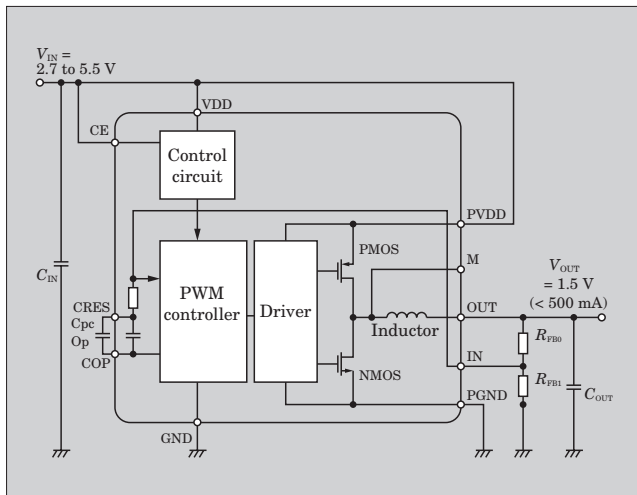 V_IN =
2.7 to 5.5 V
VDD
CE
Control
circuit
PVDD
PMOS
M
V_OUT
= 1.5 V
(< 500 mA)
C_IN
CRES
Cpc
Op
COP
PWM
controller
Driver
OUT
Inductor
R_FB0
IN
NMOS
R_FB1
C_OUT
PGND
GND